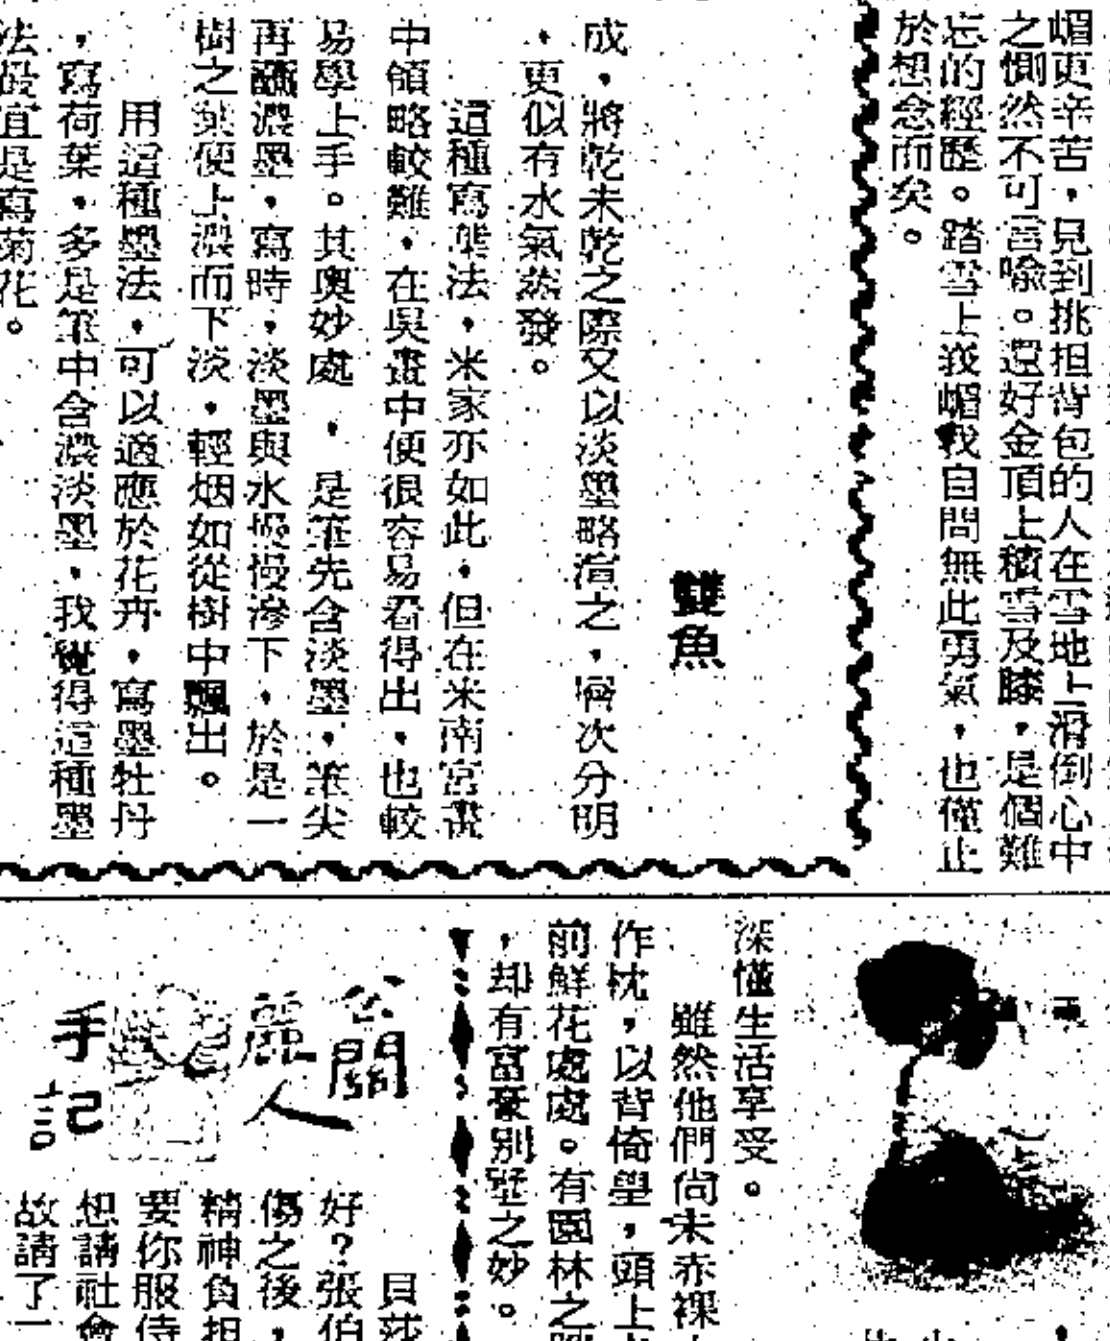 媚更辛苦，見到挑担背包的人在雪地上滑倒心中
之惻然不可言喻。還好金頂上積雪及膝，是個難
忘的經歷。踏雪上峩嵋我自問無此勇氣，也僅止
於想念而矣。
雙魚
成，將乾未乾之際又以淡墨略渲之，層次分明
，更似有水氣蒸發。
這種寫葉法，米家亦如此，但在米南宮畫
中領略較難，在吳畫中便很容易看得出，也較
易學上手。其奧妙處，是筆先含淡墨，筆尖
再蘸濃墨，寫時，淡墨與水慢慢滲下，於是一
樹之葉便上濃而下淡，輕烟如從樹中飄出。
用這種墨法，可以適應於花卉，寫墨牡丹
，寫荷葉，多是筆中含濃淡墨，我覺得這種墨
法最宜是寫菊花。
深懂生活享受。
雖然他們尚未赤裸
作枕，以背倚壘，頭上
前鮮花處處。有園林之
，却有富豪別墅之妙。
公關
麗人
手記
貝莎
好？張伯
傷之後，
精神負担
要你服侍
想請社會
故請了一